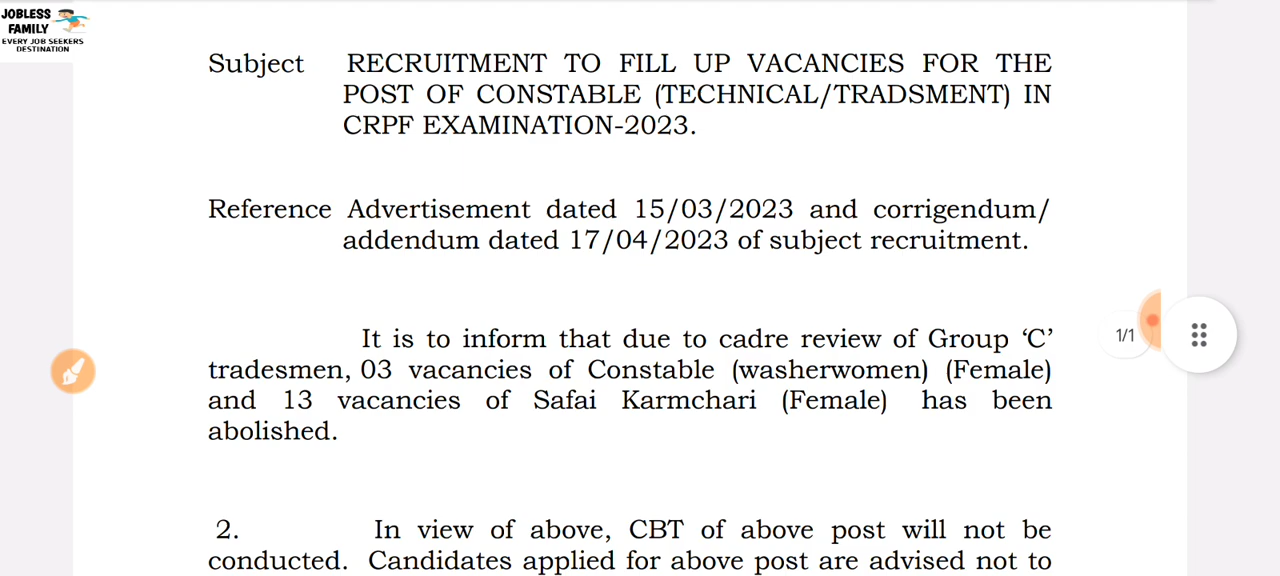 JOBLESS
FAMILY
EVERY JOB SEEKERS
DESTINATION
Subject RECRUITMENT TO FILL UP VACANCIES FOR THE
POST OF CONSTABLE (TECHNICAL/TRADSMENT) IN
CRPF EXAMINATION-2023.
Reference Advertisement dated 15/03/2023 and corrigendum/
addendum dated 17/04/2023 of subject recruitment.
It is to inform that due to cadre review of Group ‘C’
tradesmen, 03 vacancies of Constable (washerwomen) (Female)
and 13 vacancies of Safai Karmchari (Female) has been
abolished.
1/1
2. In view of above, CBT of above post will not be
conducted. Candidates applied for above post are advised not to